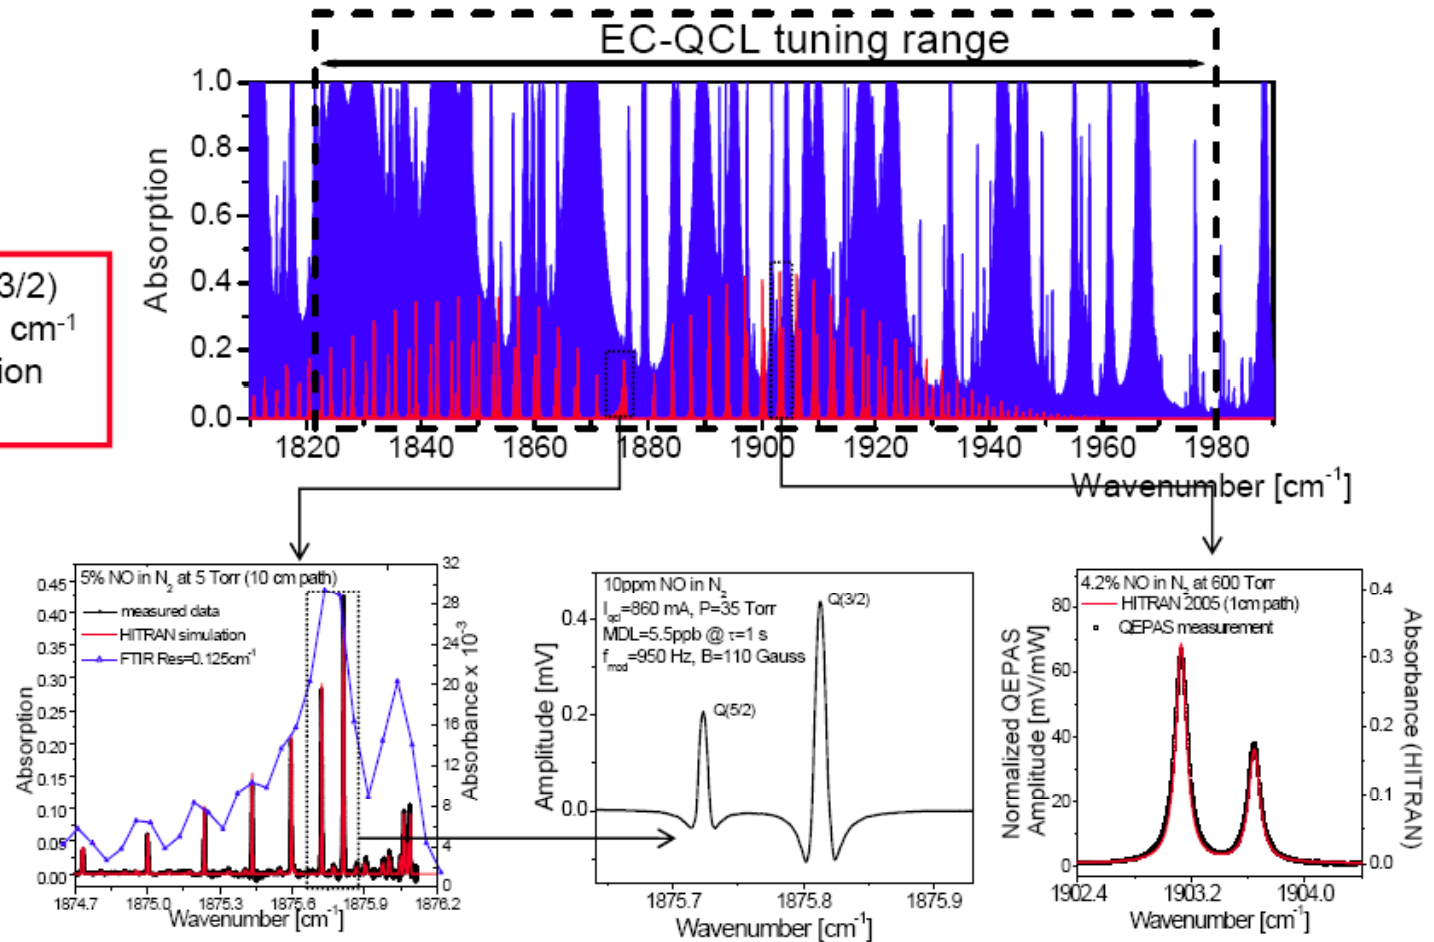 EC-QCL tuning range
1.0
0.8
0.6
0.4
0.2
0.0
Absorption
1820 1840 1860 1880 1900 1920 1940 1960 1980
Wavenumber [cm⁻¹]
3/2)
cm⁻¹
ion
5% NO in N₂ at 5 Torr (10 cm path)
measured data
HITRAN simulation
FTIR Res=0.125cm⁻¹
0.45
0.40
0.35
0.30
0.25
0.20
0.15
0.10
0.05
0.00
Absorption
32
28
24
20
16
12
8
4
0
Absorbance x 10⁻³
1874.7 1875.0 1875.3 1875.6 1875.9 1876.2
Wavenumber [cm⁻¹]
10ppm NO in N₂
I_qcl=860 mA, P=35 Torr
MDL=5.5ppb @ τ=1 s
f_mod=950 Hz, B=110 Gauss
Q(3/2)
Q(5/2)
0.4
0.2
0.0
Amplitude [mV]
1875.7 1875.8 1875.9
Wavenumber [cm⁻¹]
4.2% NO in N₂ at 600 Torr
HITRAN 2005 (1cm path)
QEPAS measurement
80
60
40
20
0
Normalized QEPAS
Amplitude [mV/mW]
0.4
0.3
0.2
0.1
0.0
Absorbance (HITRAN)
1902.4 1903.2 1904.0
Wavenumber [cm⁻¹]